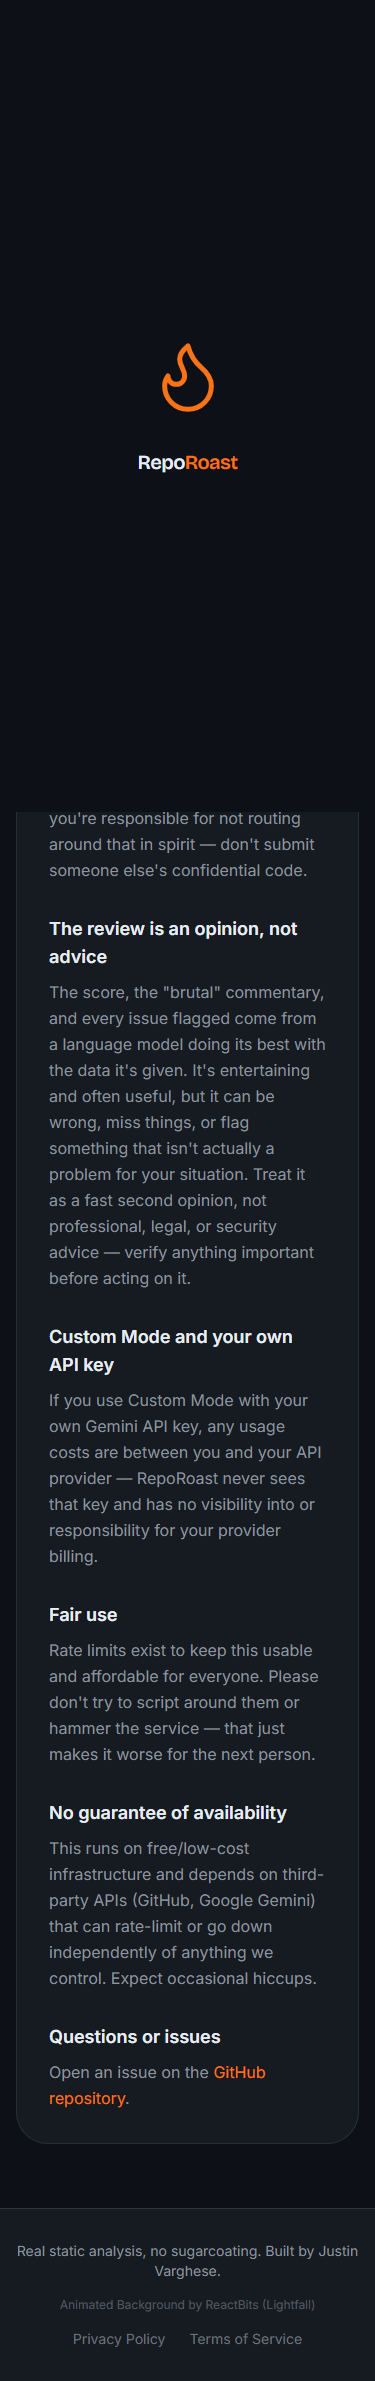 RepoRoast
you're responsible for not routing
around that in spirit — don't submit
someone else's confidential code.
The review is an opinion, not
advice
The score, the "brutal" commentary,
and every issue flagged come from
a language model doing its best with
the data it's given. It's entertaining
and often useful, but it can be
wrong, miss things, or flag
something that isn't actually a
problem for your situation. Treat it
as a fast second opinion, not
professional, legal, or security
advice — verify anything important
before acting on it.
Custom Mode and your own
API key
If you use Custom Mode with your
own Gemini API key, any usage
costs are between you and your API
provider — RepoRoast never sees
that key and has no visibility into or
responsibility for your provider
billing.
Fair use
Rate limits exist to keep this usable
and affordable for everyone. Please
don't try to script around them or
hammer the service — that just
makes it worse for the next person.
No guarantee of availability
This runs on free/low-cost
infrastructure and depends on third-
party APIs (GitHub, Google Gemini)
that can rate-limit or go down
independently of anything we
control. Expect occasional hiccups.
Questions or issues
Open an issue on the GitHub
repository.
Real static analysis, no sugarcoating. Built by Justin
Varghese.
Animated Background by ReactBits (Lightfall)
Privacy Policy Terms of Service